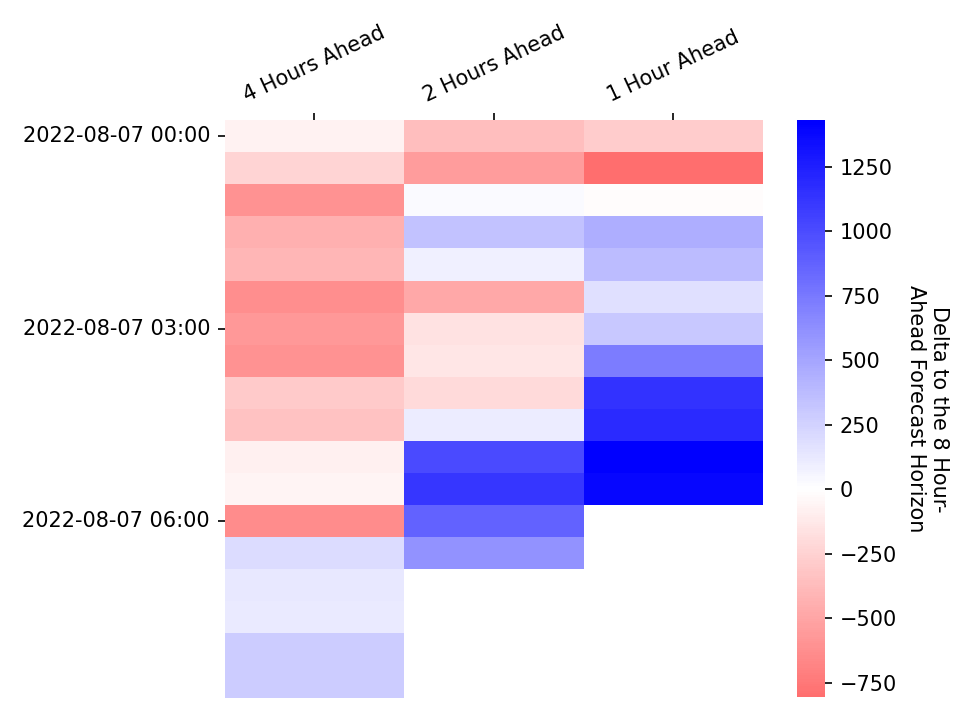 4 Hours Ahead
2 Hours Ahead
1 Hour Ahead
2022-08-07 00:00
2022-08-07 03:00
2022-08-07 06:00
1250
1000
750
500
250
0
−250
−500
−750
Delta to the 8 Hour-
Ahead Forecast Horizon